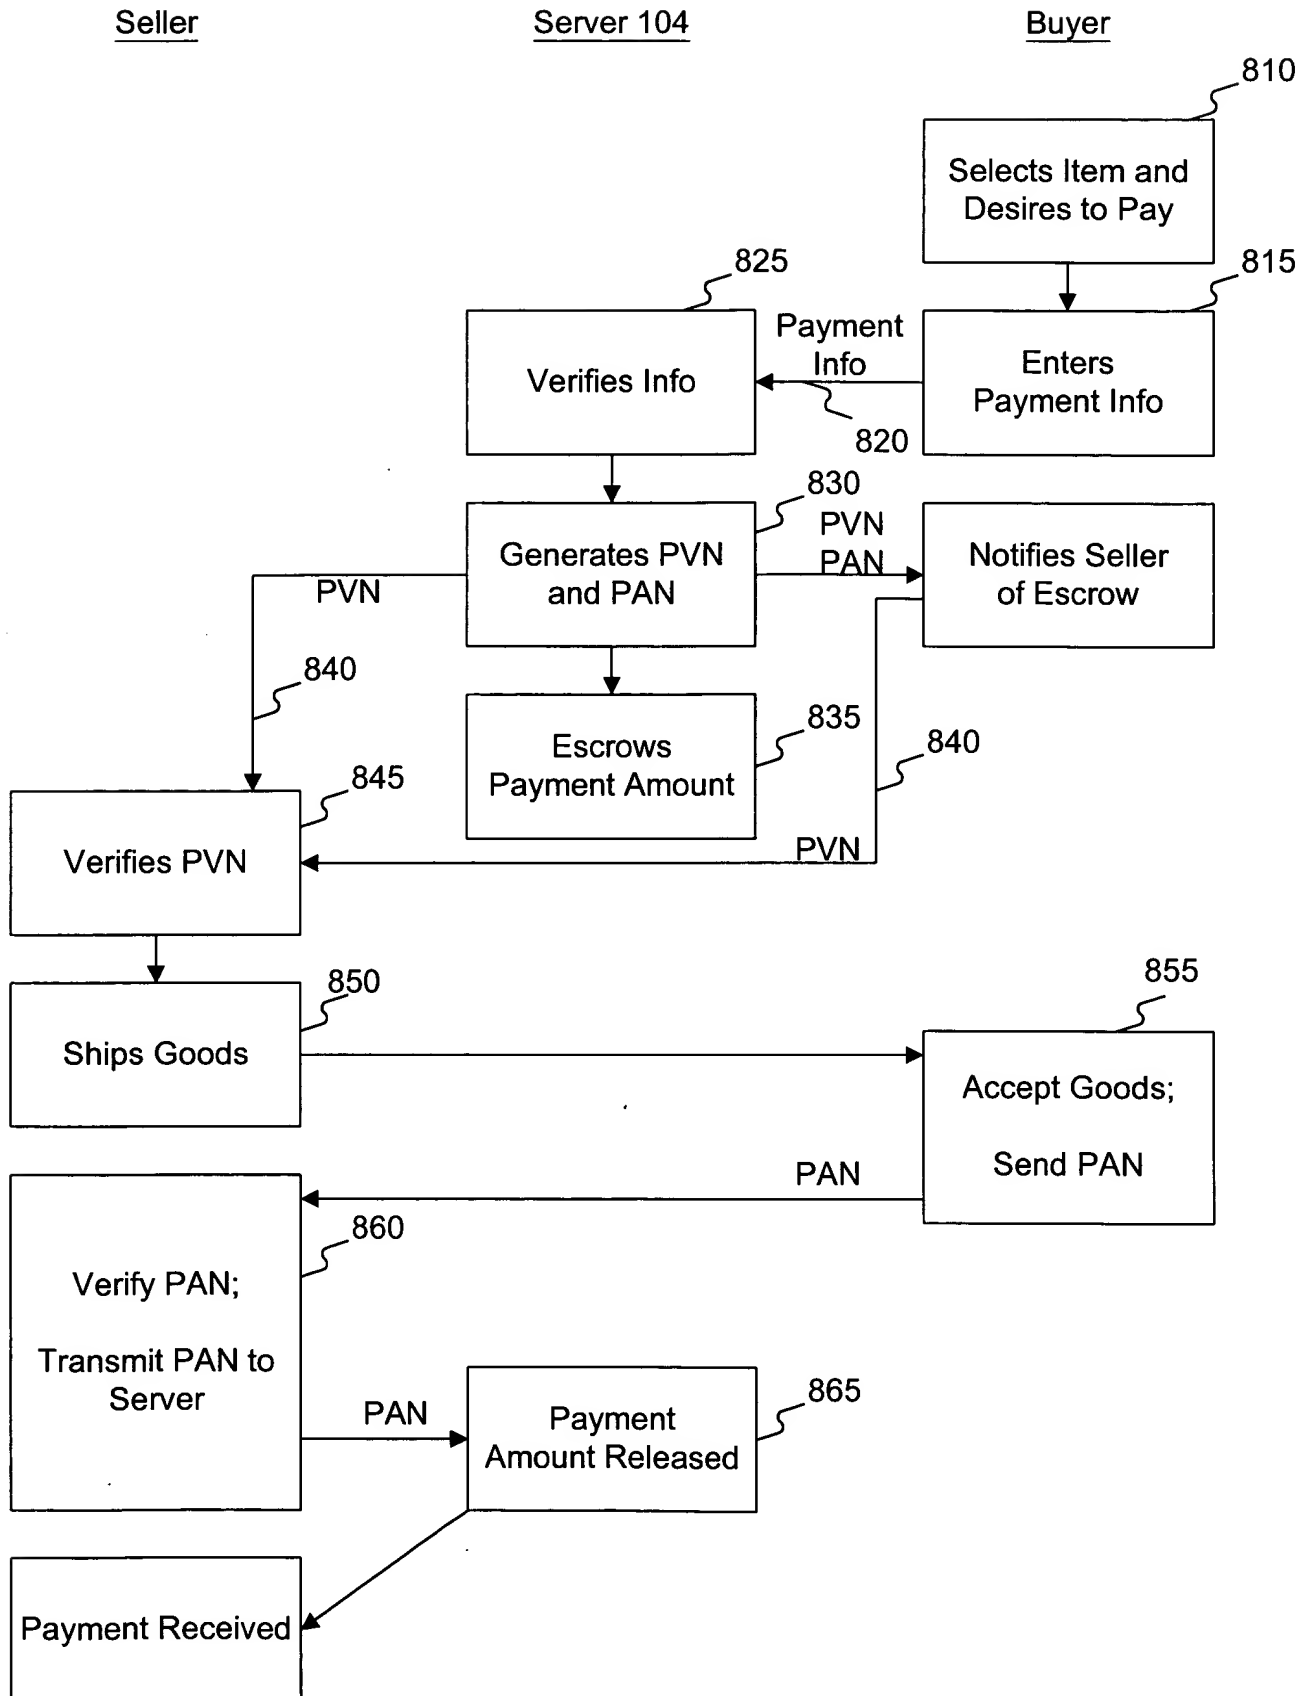 Seller
Server 104
Buyer
810
Selects Item and
Desires to Pay
825
815
Verifies Info
Payment
Info
820
Enters
Payment Info
830
Generates PVN
and PAN
PVN
PAN
Notifies Seller
of Escrow
PVN
840
835
Escrows
Payment Amount
840
845
Verifies PVN
PVN
850
Ships Goods
855
Accept Goods;
Send PAN
PAN
860
Verify PAN;
Transmit PAN to
Server
PAN
865
Payment
Amount Released
Payment Received